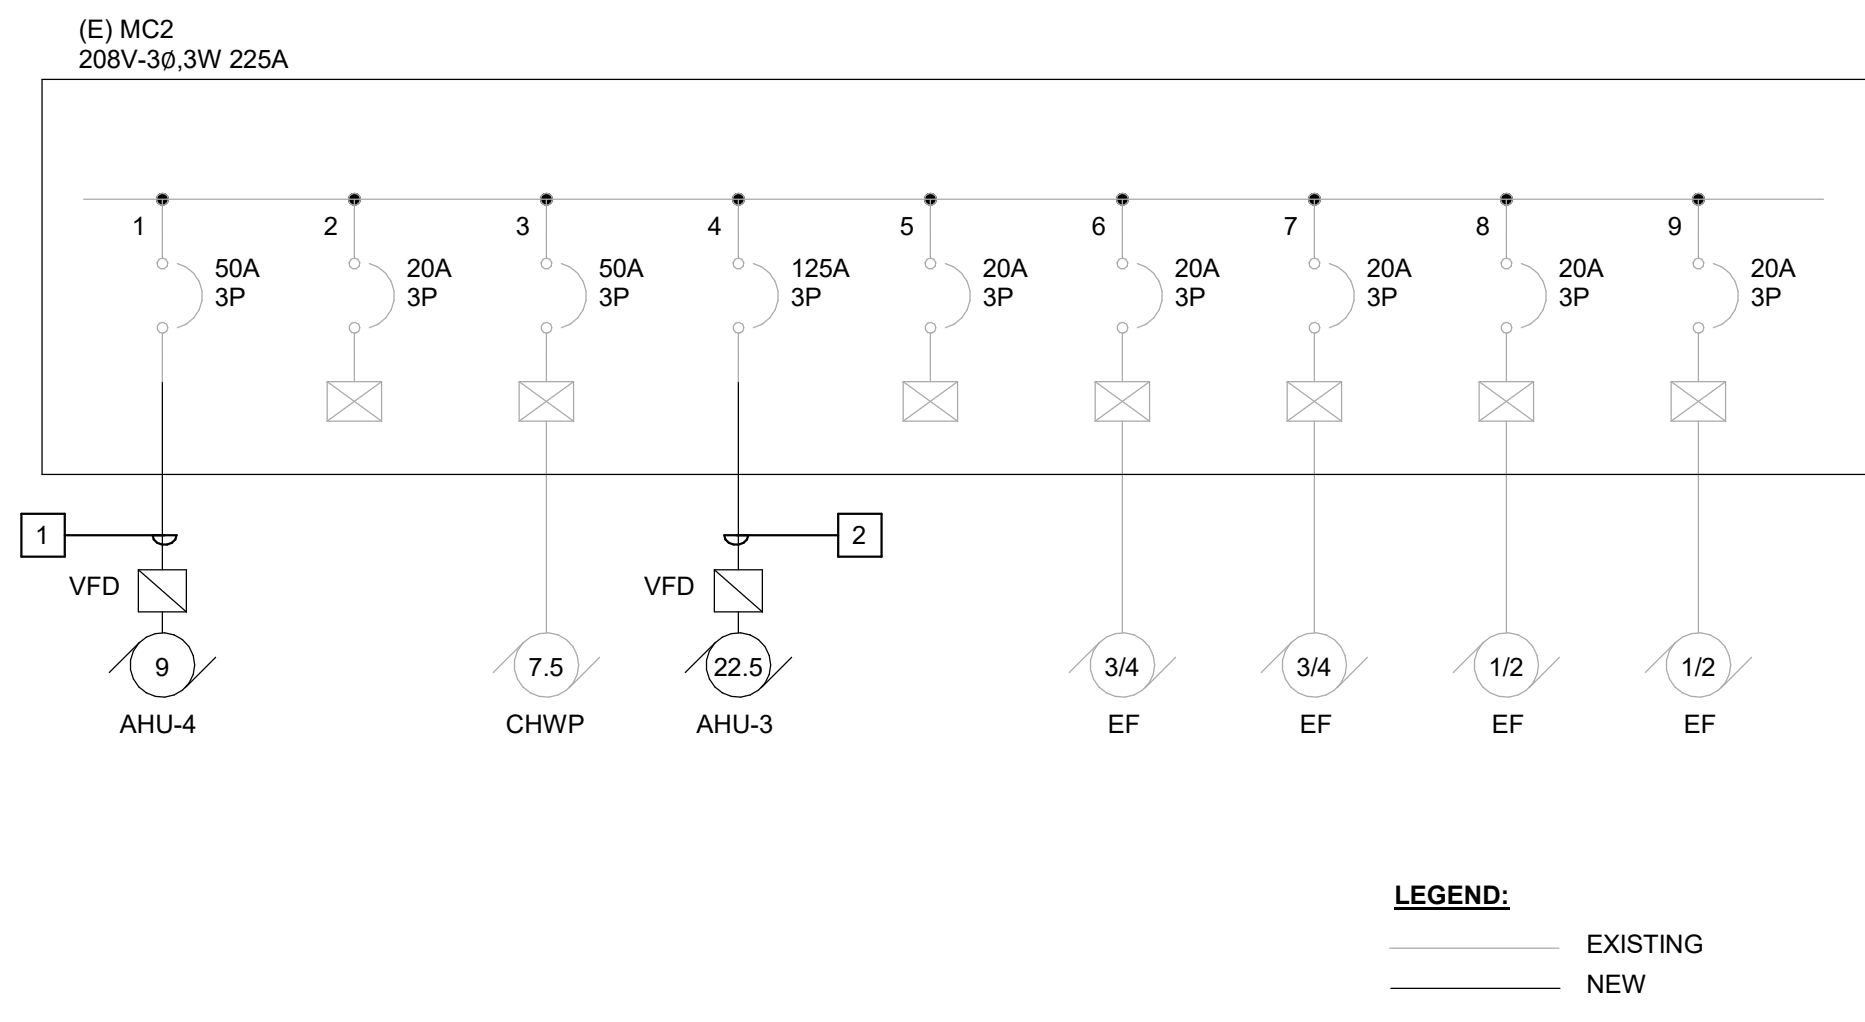 (E) MC2
208V-3Ø,3W 225A
1 2 3 4 5 6 7 8 9
50A 20A 50A 125A 20A 20A 20A 20A 20A
3P 3P 3P 3P 3P 3P 3P 3P 3P
1 2
VFD VFD
9 7.5 22.5 3/4 3/4 1/2 1/2
AHU-4 CHWP AHU-3 EF EF EF EF
LEGEND:
EXISTING
NEW